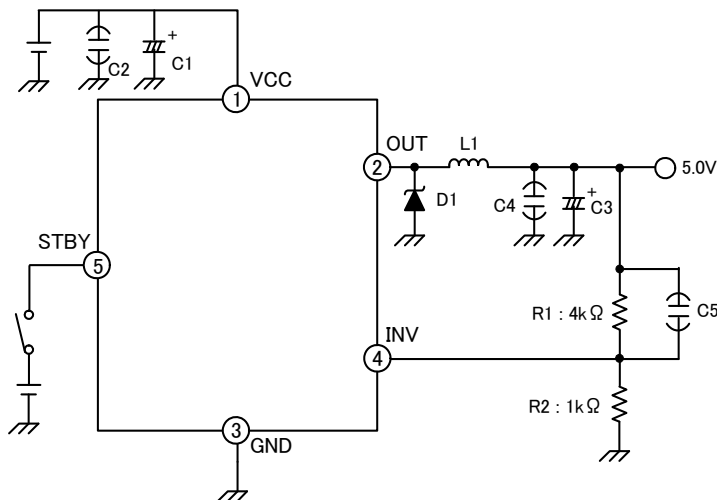 +
C2
C1
VCC
1
OUT
L1
2
5.0V
D1
C4
+
C3
STBY
5
INV
R1 : 4kΩ
C5
4
R2 : 1kΩ
3
GND